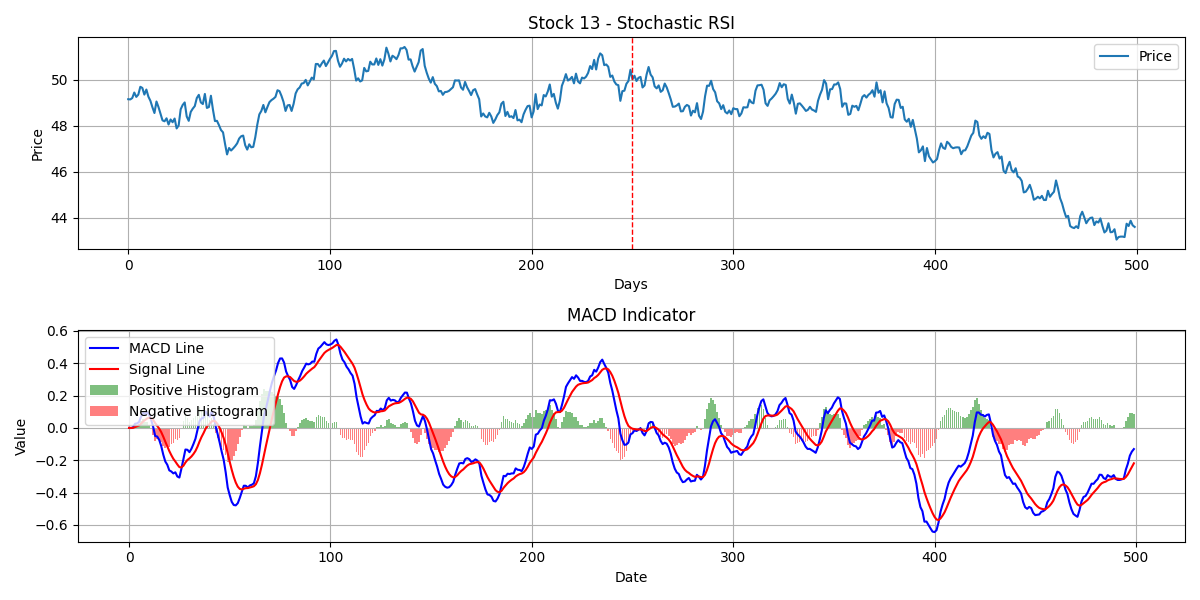 Stock 13 - Stochastic RSI
Price
50
48
46
44
Price
0 100 200 300 400 500
Days
MACD Indicator
0.6
0.4
0.2
0.0
−0.2
−0.4
−0.6
Value
MACD Line
Signal Line
Positive Histogram
Negative Histogram
0 100 200 300 400 500
Date